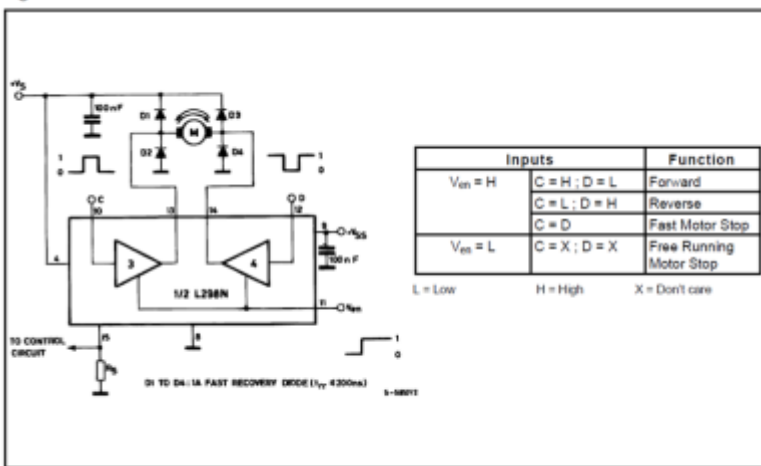 +VS
100nF
D1
D3
M
D2
D4
1
0
1
0
C
D
10
13
14
12
9
+VSS
100nF
4
3
4
1/2 L298N
11
Ven
15
8
TO CONTROL
CIRCUIT
RS
1
0
D1 TO D4 : 1A FAST RECOVERY DIODE (trr ≤ 200ns)
Inputs Function
Ven = H C = H ; D = L Forward
C = L ; D = H Reverse
C = D Fast Motor Stop
Ven = L C = X ; D = X Free Running
Motor Stop
L = Low H = High X = Don't care